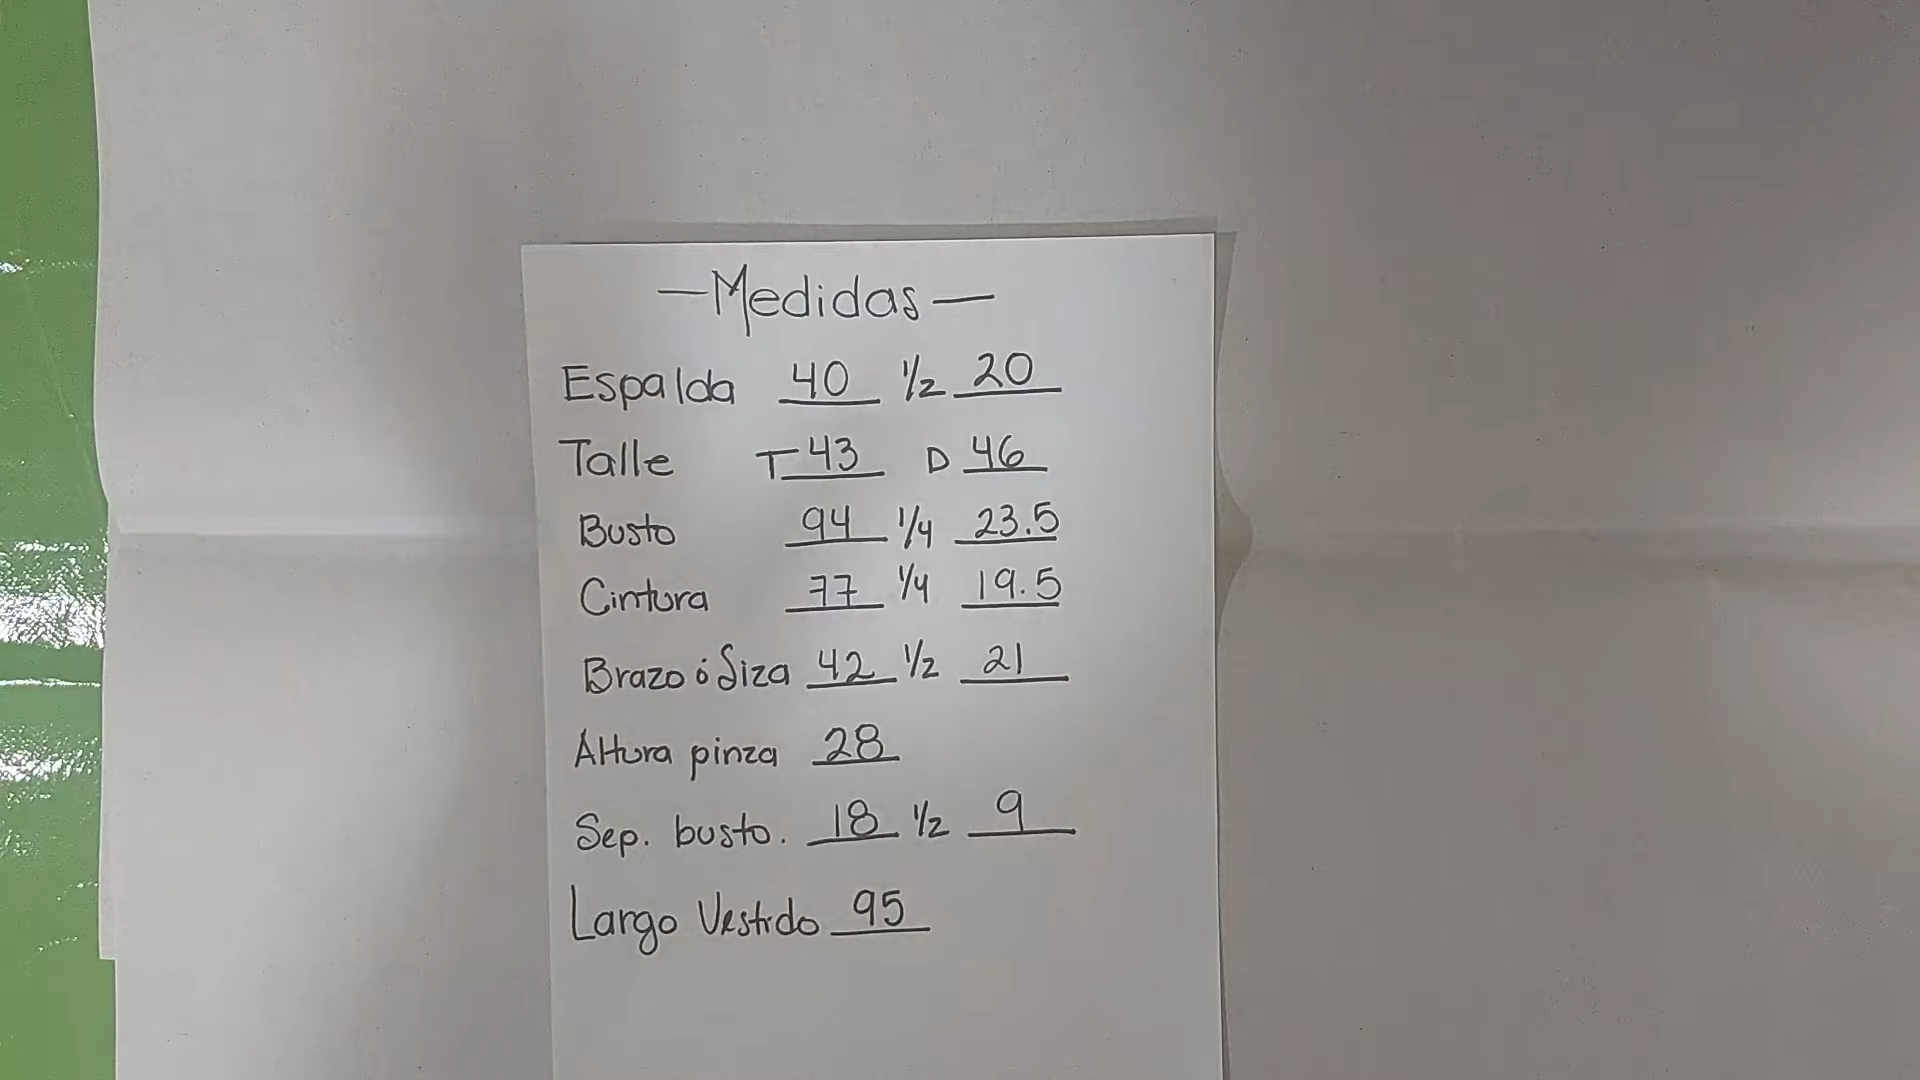 —Medidas—
Espalda 40 1/2 20
Talle T 43 D 46
Busto 94 1/4 23.5
Cintura 77 1/4 19.5
Brazo ó Siza 42 1/2 21
Altura pinza 28
Sep. busto. 18 1/2 9
Largo Vestido 95